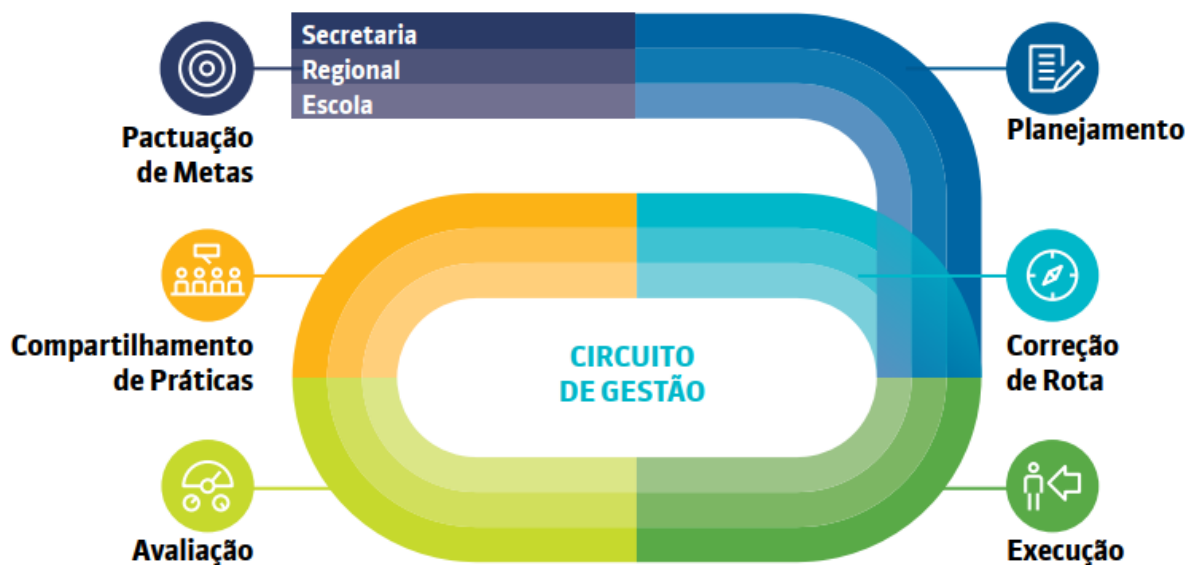 Secretaria
Regional
Escola
Pactuação
de Metas
Planejamento
Compartilhamento
de Práticas
CIRCUITO
DE GESTÃO
Correção
de Rota
Avaliação
Execução